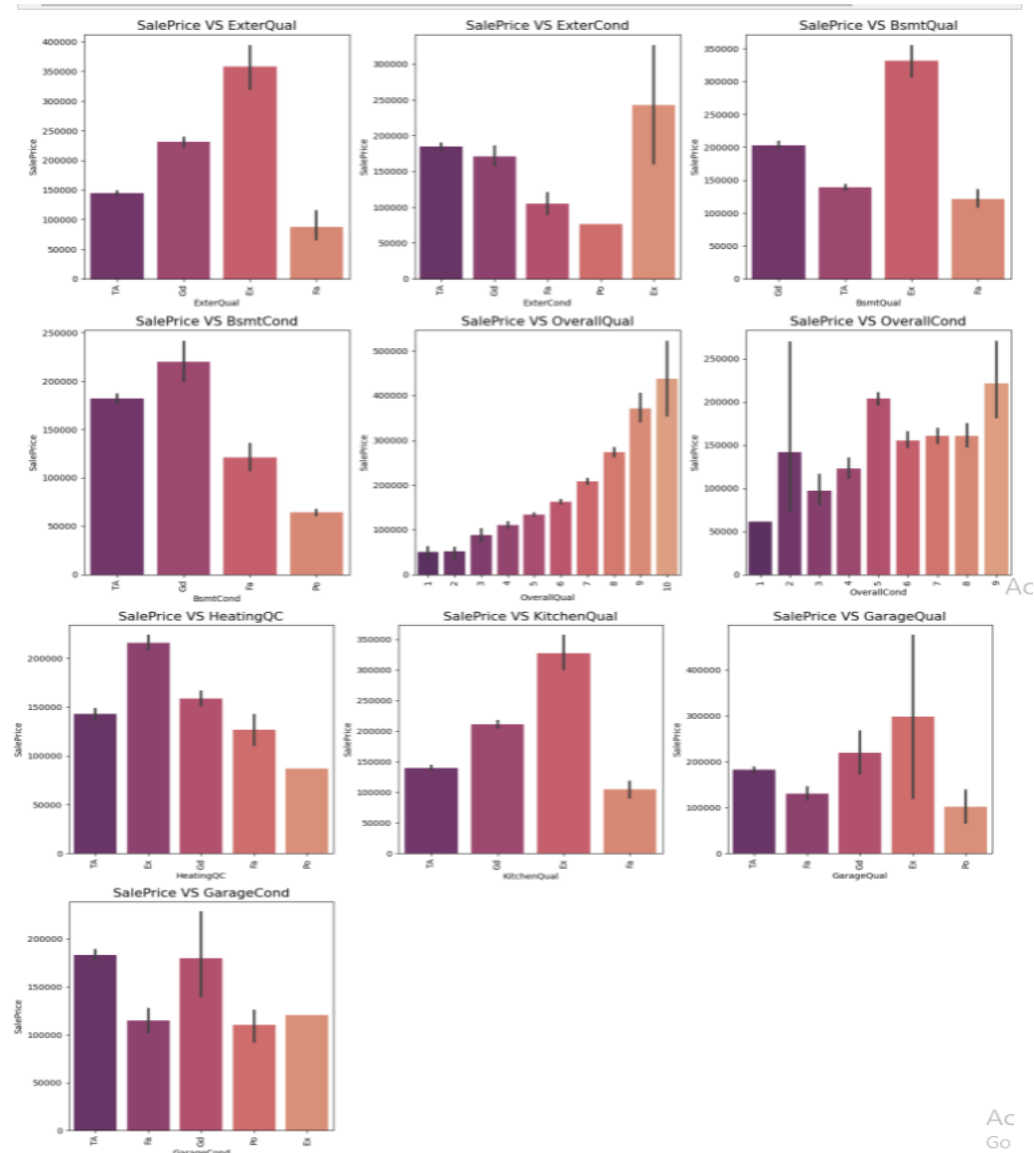 SalePrice VS ExterQual
400000
350000
300000
250000
200000
150000
100000
50000
0
SalePrice
TA
Gd
Ex
Fa
ExterQual
SalePrice VS ExterCond
300000
250000
200000
150000
100000
50000
0
SalePrice
TA
Gd
Fa
Po
Ex
ExterCond
SalePrice VS BsmtQual
350000
300000
250000
200000
150000
100000
50000
0
SalePrice
Gd
TA
Ex
Fa
BsmtQual
SalePrice VS BsmtCond
250000
200000
150000
100000
50000
0
SalePrice
TA
Gd
Fa
Po
BsmtCond
SalePrice VS OverallQual
500000
400000
300000
200000
100000
0
SalePrice
1
2
3
4
5
6
7
8
9
10
OverallQual
SalePrice VS OverallCond
250000
200000
150000
100000
50000
0
SalePrice
1
2
3
4
5
6
7
8
9
OverallCond
Ac
SalePrice VS HeatingQC
200000
150000
100000
50000
0
SalePrice
TA
Ex
Gd
Fa
Po
HeatingQC
SalePrice VS KitchenQual
350000
300000
250000
200000
150000
100000
50000
0
SalePrice
TA
Gd
Ex
Fa
KitchenQual
SalePrice VS GarageQual
400000
300000
200000
100000
0
SalePrice
TA
Fa
Gd
Ex
Po
GarageQual
SalePrice VS GarageCond
200000
150000
100000
50000
0
SalePrice
TA
Fa
Gd
Po
Ex
GarageCond
Ac
Go